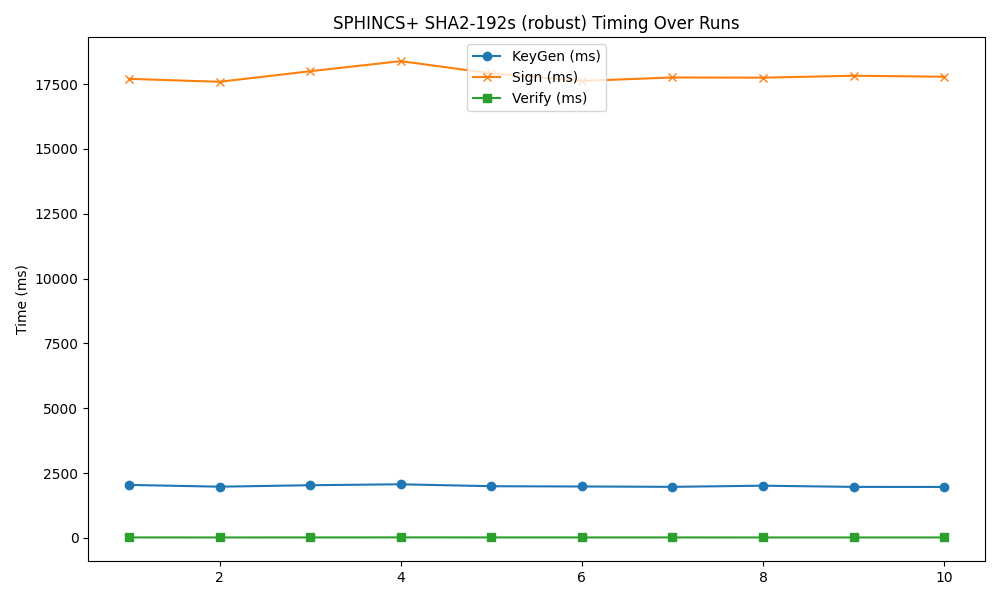 SPHINCS+ SHA2-192s (robust) Timing Over Runs
KeyGen (ms)
Sign (ms)
Verify (ms)
Time (ms)
17500
15000
12500
10000
7500
5000
2500
0
2 4 6 8 10